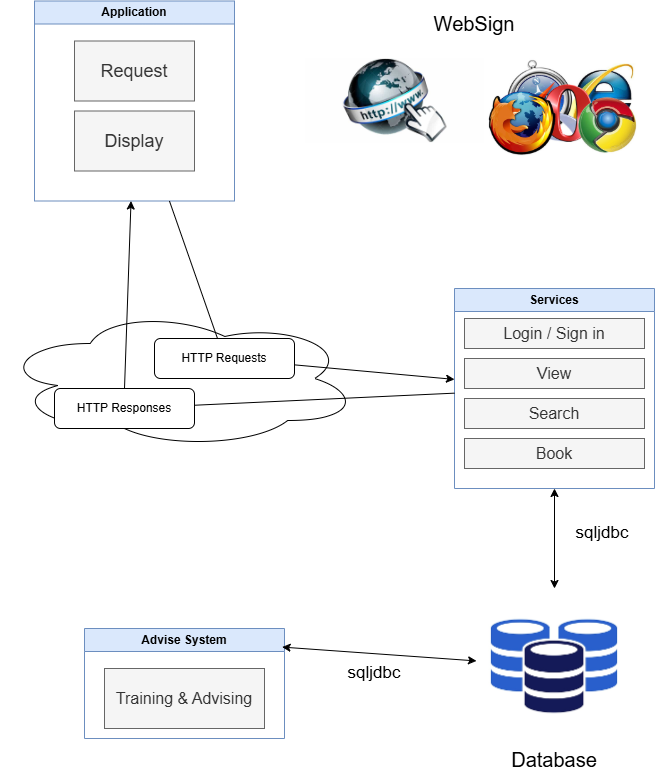 Application
WebSign
Request
Display
http://www.
HTTP Requests
HTTP Responses
Services
Login / Sign in
View
Search
Book
sqljdbc
Advise System
Training & Advising
sqljdbc
Database